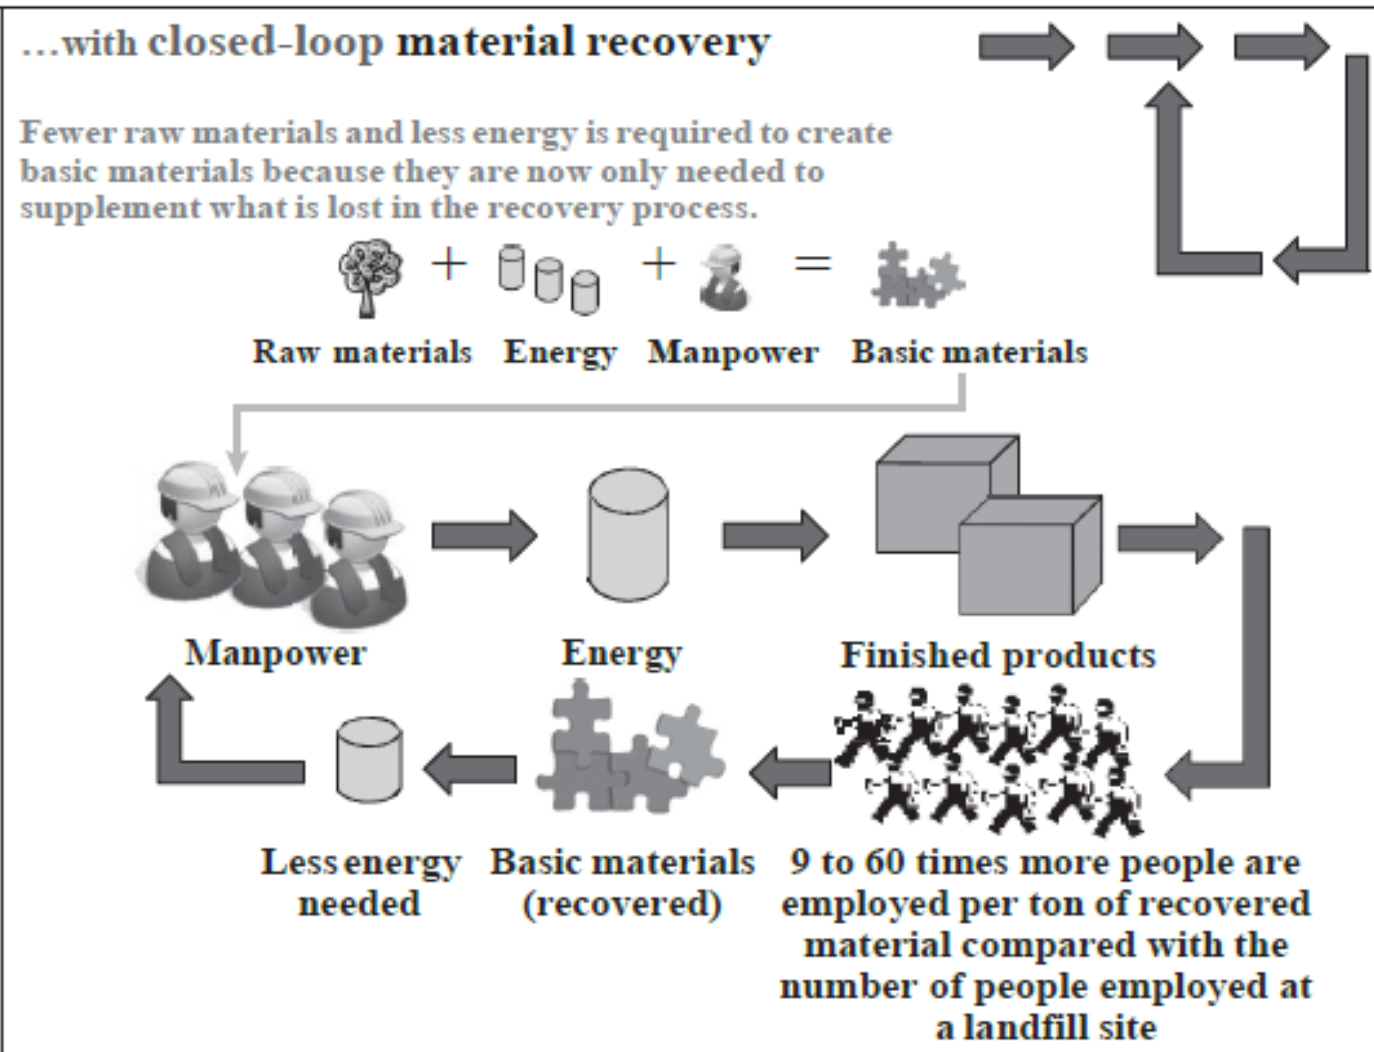 …with closed-loop material recovery
Fewer raw materials and less energy is required to create
basic materials because they are now only needed to
supplement what is lost in the recovery process.
+ + =
Raw materials Energy Manpower Basic materials
Manpower Energy Finished products
Less energy
needed
Basic materials
(recovered)
9 to 60 times more people are
employed per ton of recovered
material compared with the
number of people employed at
a landfill site